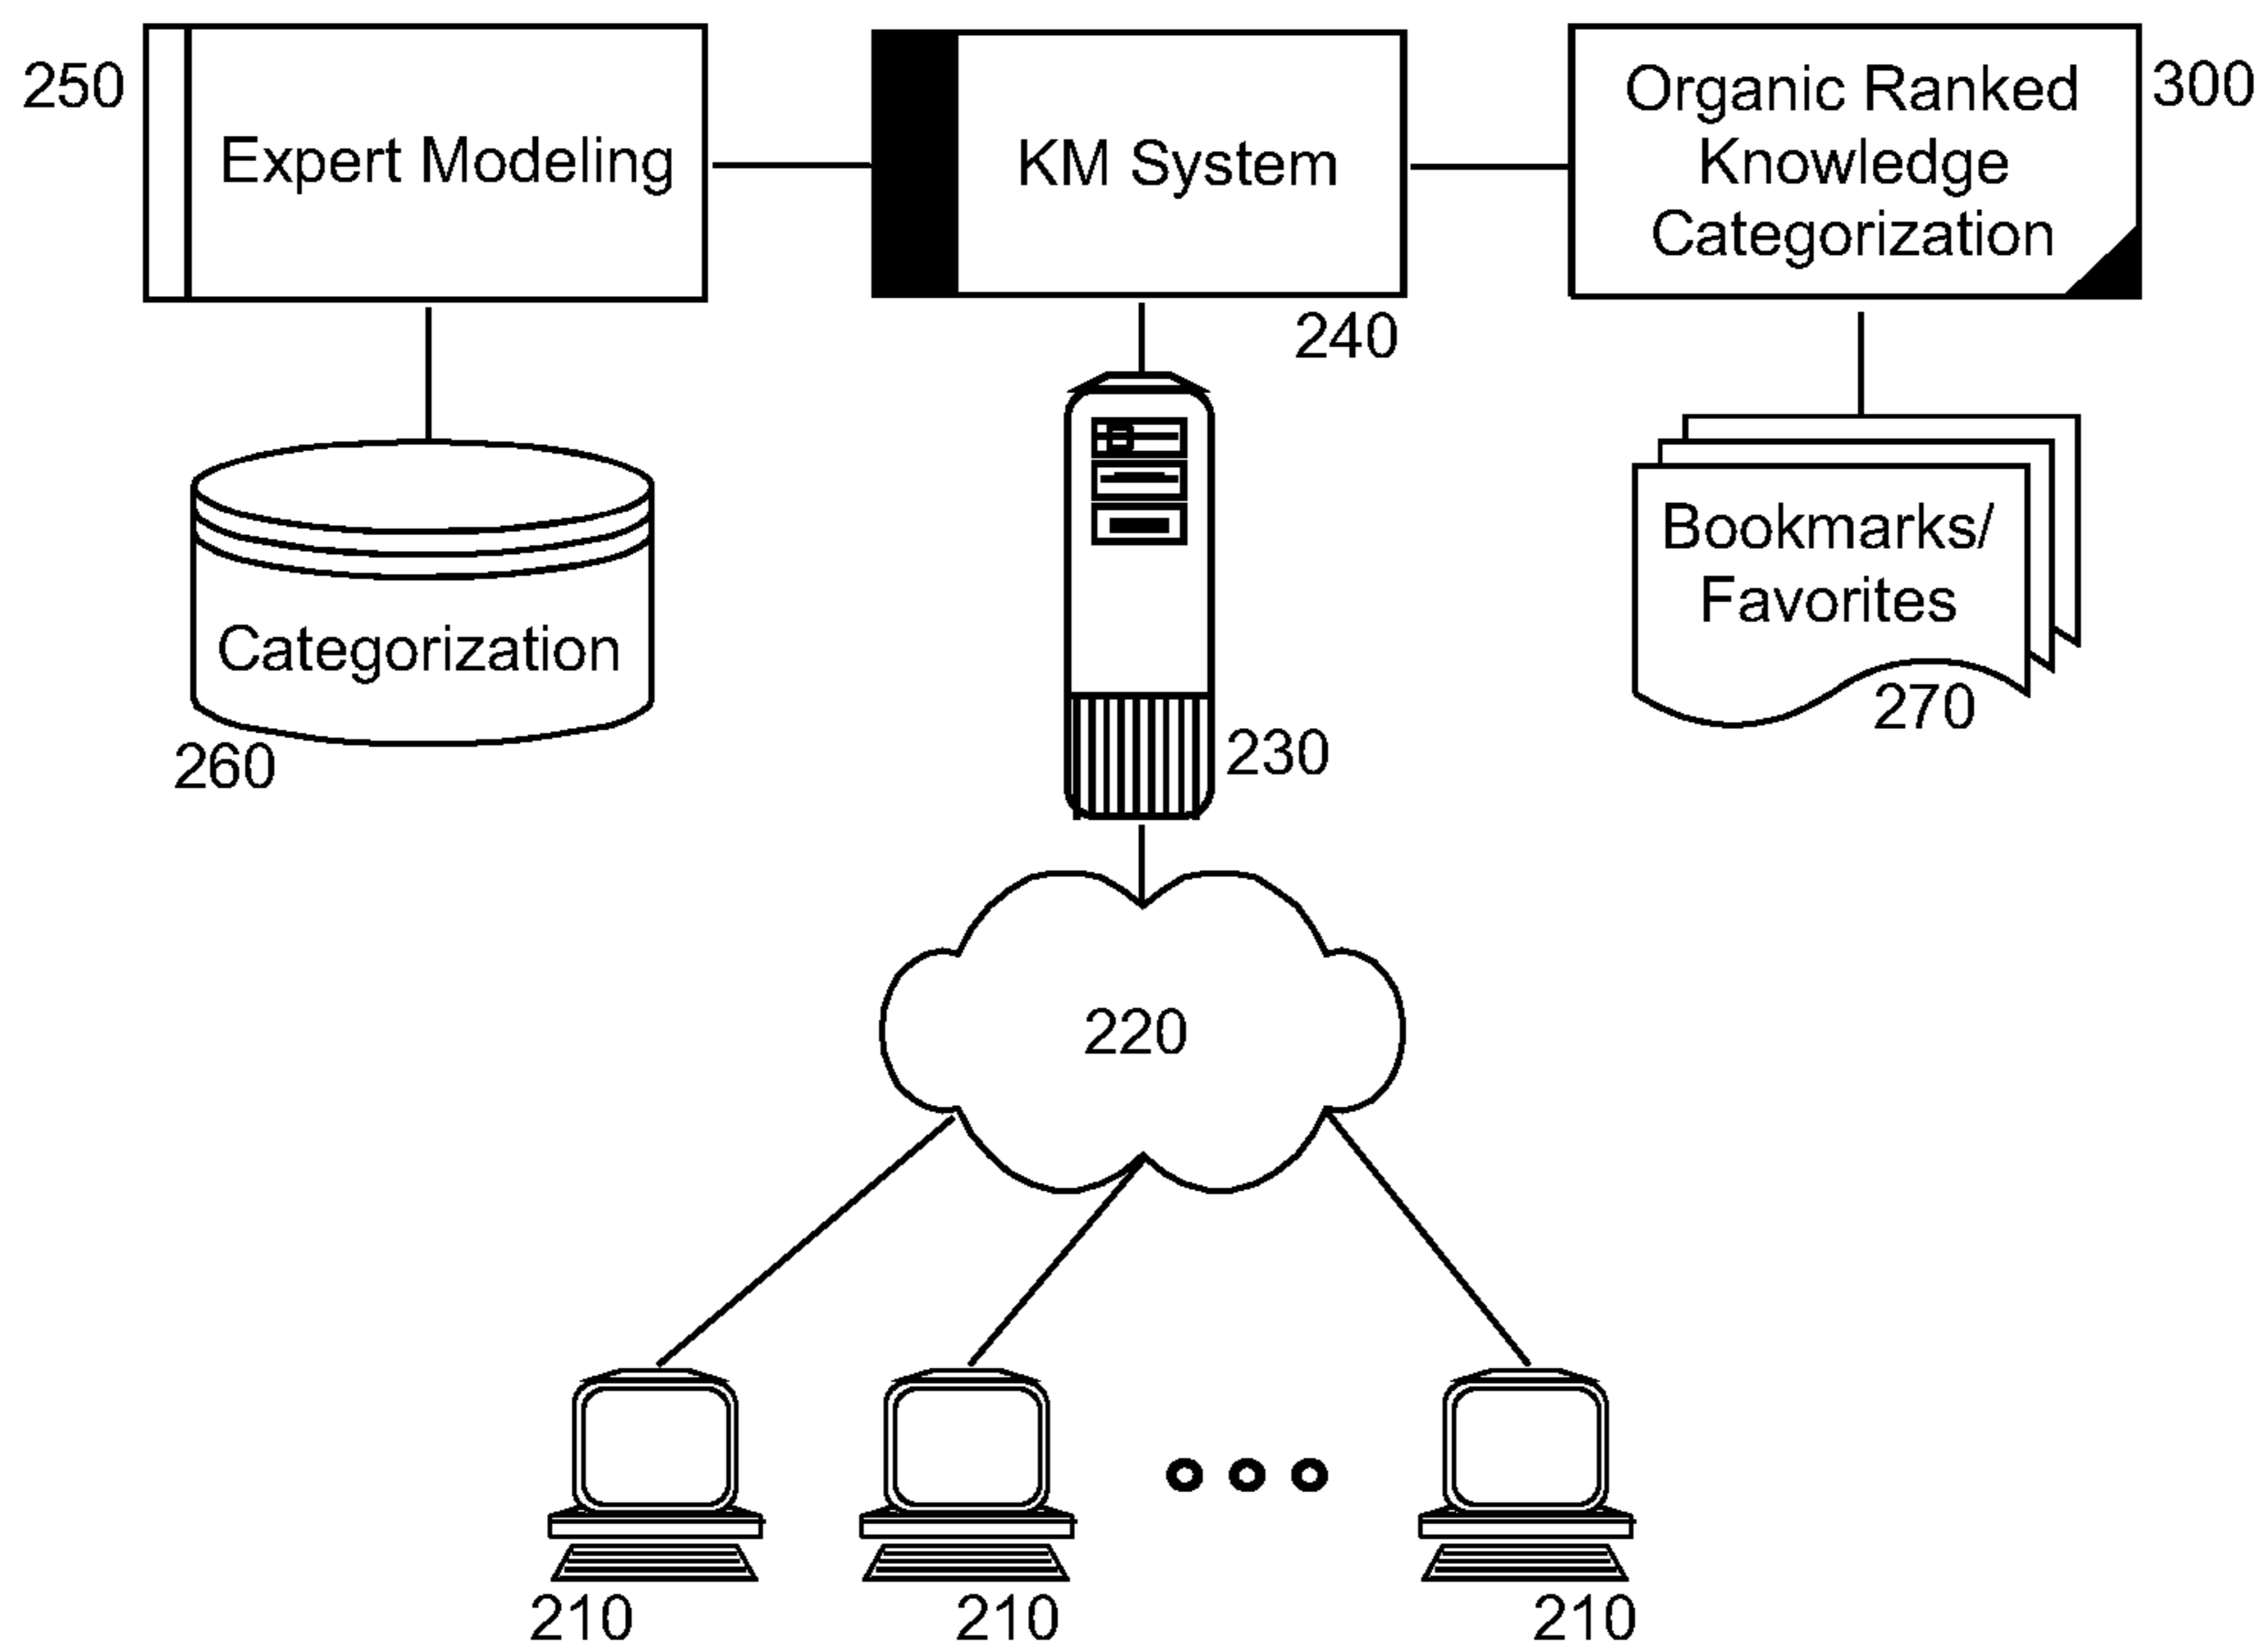 250
Expert Modeling
KM System
Organic Ranked
Knowledge
Categorization
300
240
Categorization
260
230
Bookmarks/
Favorites
270
220
210
210
210